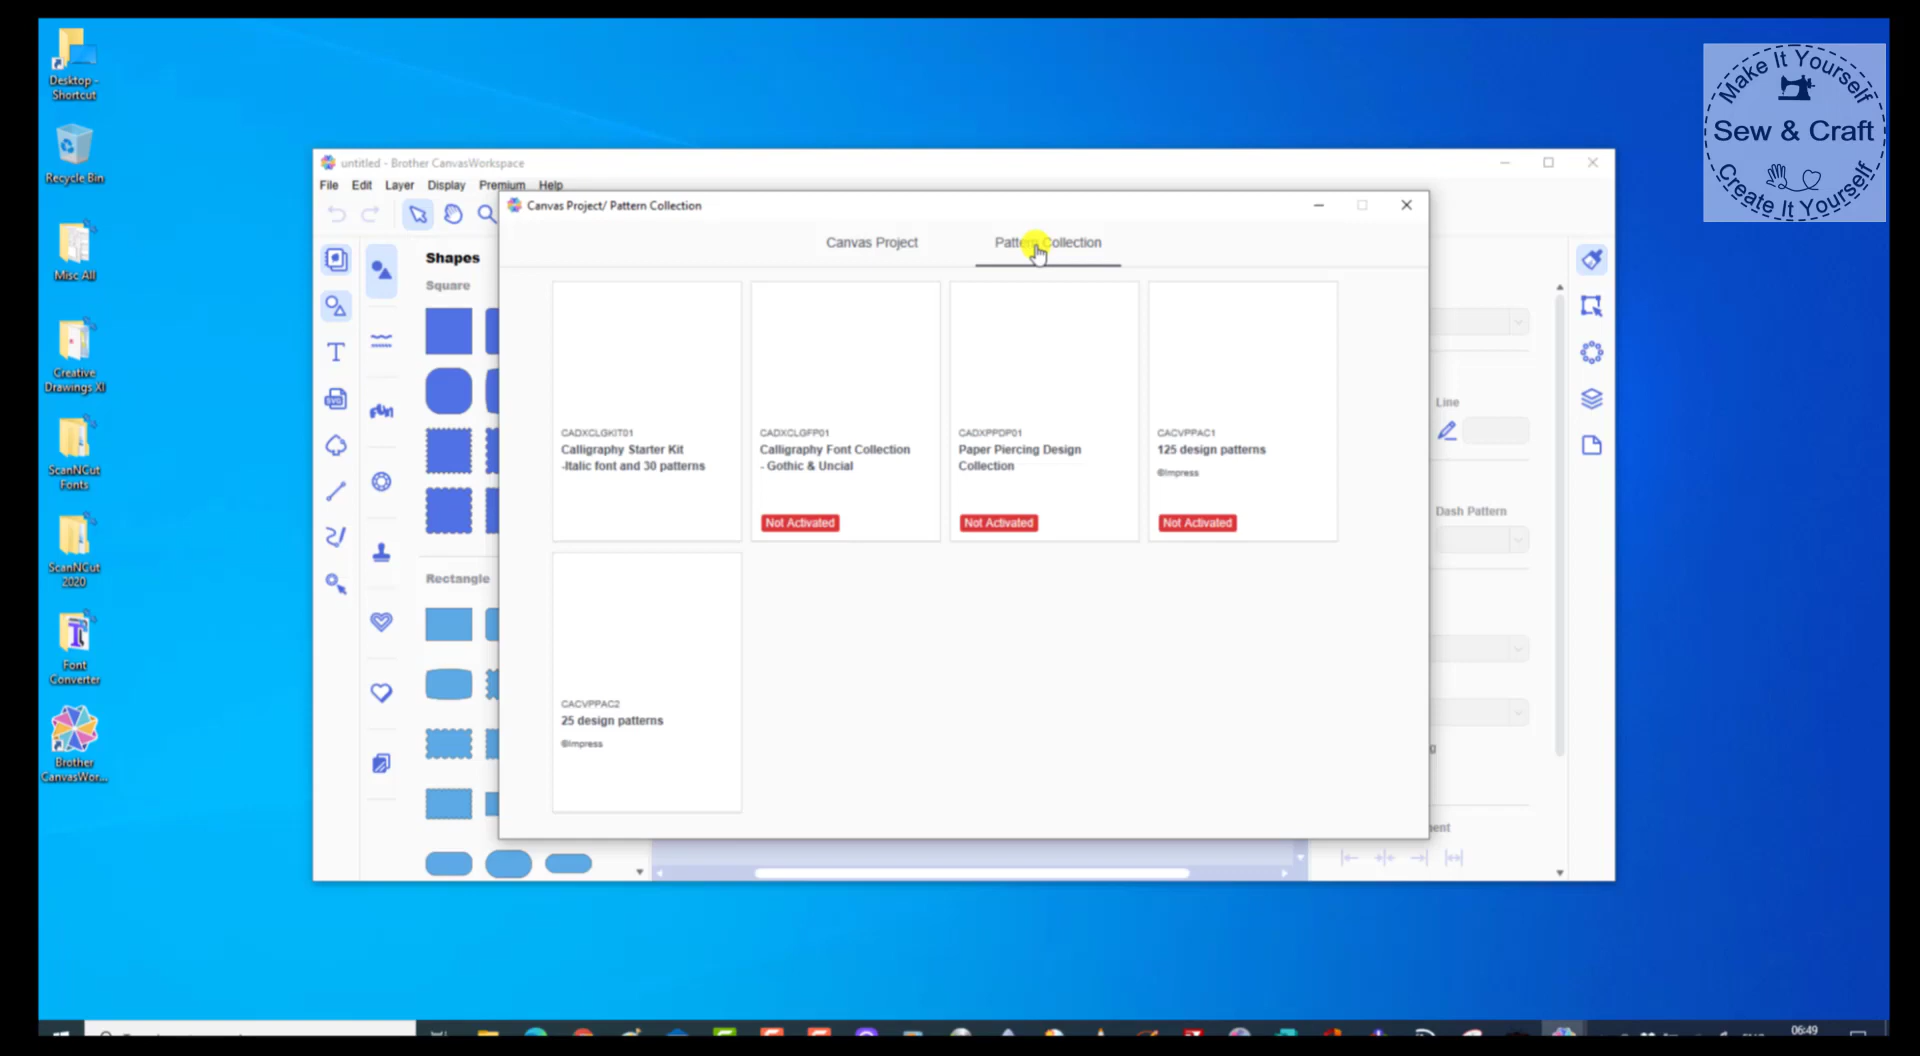 Desktop -
Shortcut
Recycle Bin
Misc All
Creative
Drawings XI
ScanNCut
Fonts
ScanNCut
2020
Font
Converter
Brother
CanvasWor...
Make It Yourself
Sew & Craft
Create It Yourself
untitled - Brother CanvasWorkspace
File Edit Layer Display Premium Help
Canvas Project/ Pattern Collection
Canvas Project
Pattern Collection
Shapes
Square
Rectangle
SVG
fun
CADXCLGKIT01
Calligraphy Starter Kit
-Italic font and 30 patterns
CADXCLGFP01
Calligraphy Font Collection
- Gothic & Uncial
Not Activated
CADXPPDP01
Paper Piercing Design
Collection
Not Activated
CACVPPAC1
125 design patterns
©Impress
Not Activated
CACVPPAC2
25 design patterns
©Impress
Line
Dash Pattern
06:49